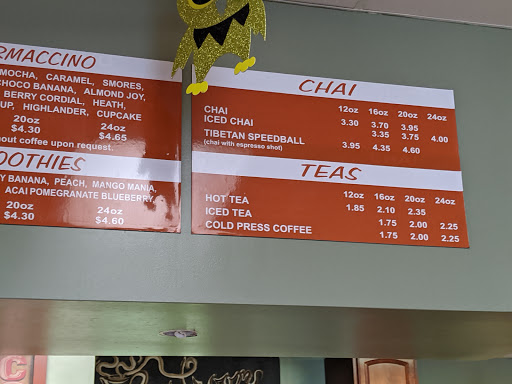 RMACCINO
MOCHA, CARAMEL, SMORES,
CHOCO BANANA, ALMOND JOY,
BERRY CORDIAL, HEATH,
UP, HIGHLANDER, CUPCAKE
20oz 24oz
$4.30 $4.65
out coffee upon request.
OOTHIES
Y BANANA, PEACH, MANGO MANIA,
ACAI POMEGRANATE BLUEBERRY
20oz 24oz
$4.30 $4.60
CHAI
12oz 16oz 20oz 24oz
CHAI 3.30 3.70 3.95
ICED CHAI 3.35 3.75 4.00
TIBETAN SPEEDBALL 3.95 4.35 4.60
(chai with espresso shot)
TEAS
12oz 16oz 20oz 24oz
HOT TEA 1.85 2.10 2.35
ICED TEA 1.75 2.00 2.25
COLD PRESS COFFEE 1.75 2.00 2.25
C